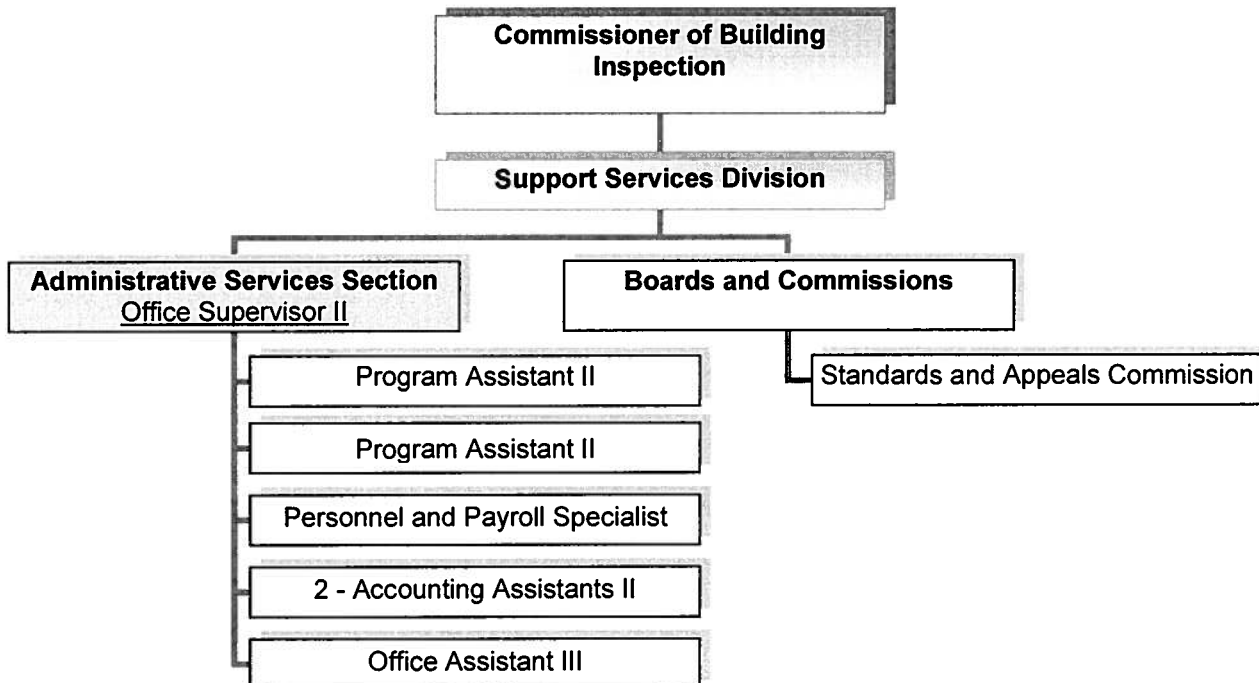 Commissioner of Building
Inspection
Support Services Division
Administrative Services Section
Office Supervisor II
Boards and Commissions
Program Assistant II
Standards and Appeals Commission
Program Assistant II
Personnel and Payroll Specialist
2 - Accounting Assistants II
Office Assistant III